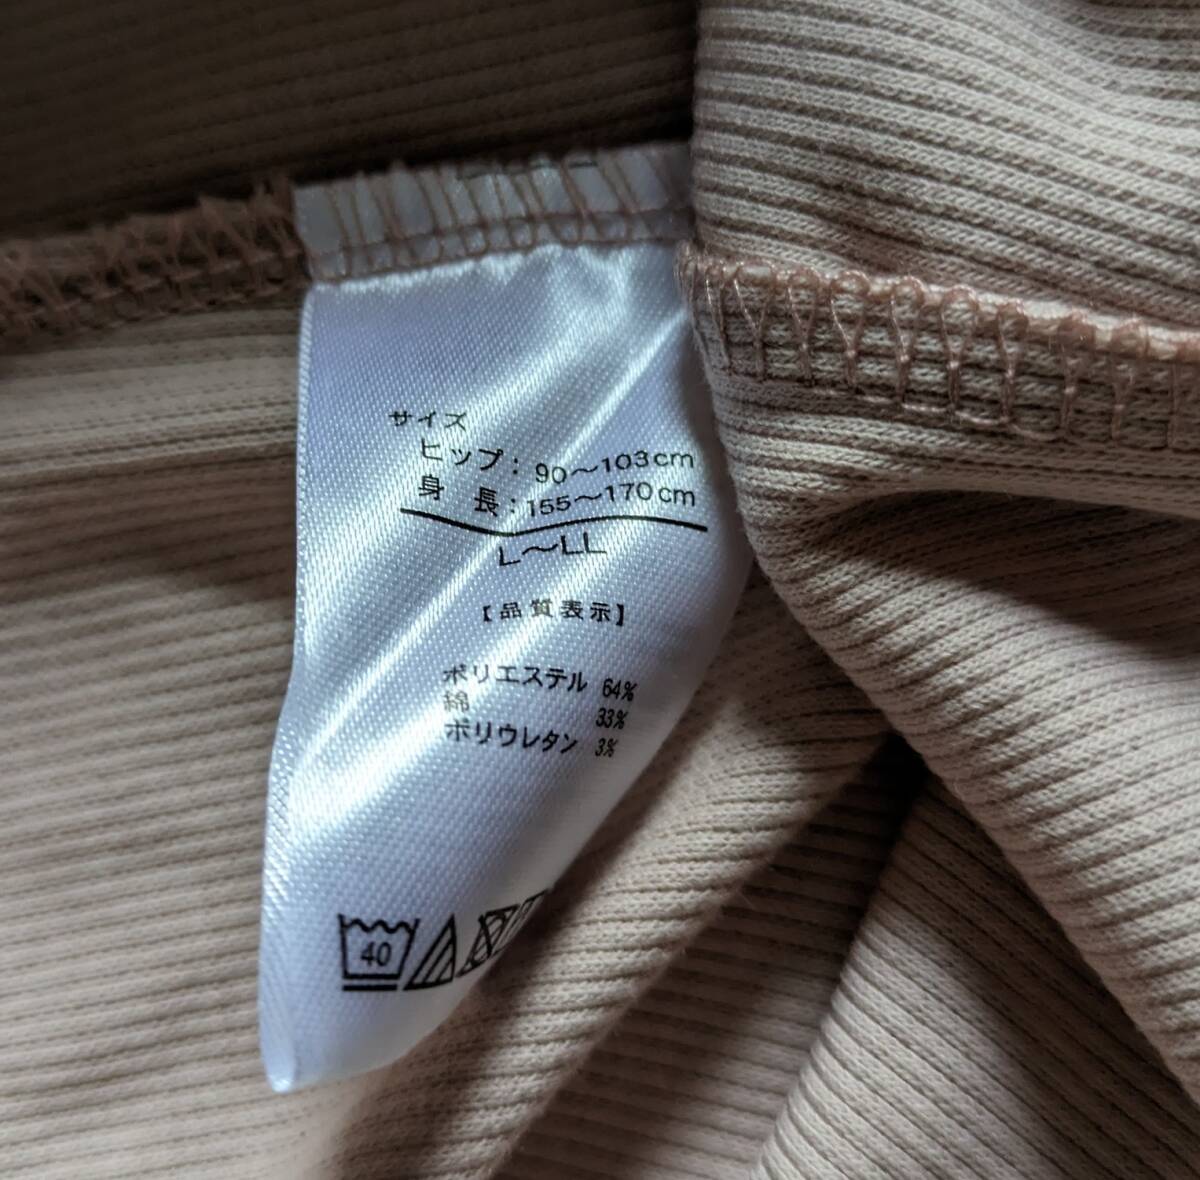 サイズ
ヒップ：90～103cm
身　長：155～170cm
L～LL
【品質表示】
ポリエステル 64%
綿 33%
ポリウレタン 3%
40